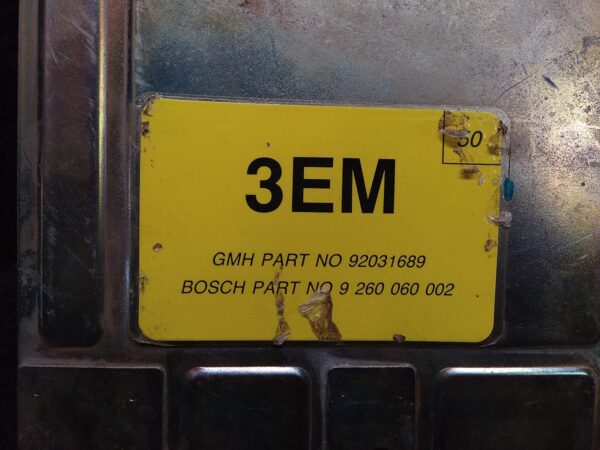 50
3EM
GMH PART NO 92031689
BOSCH PART NO 9 260 060 002